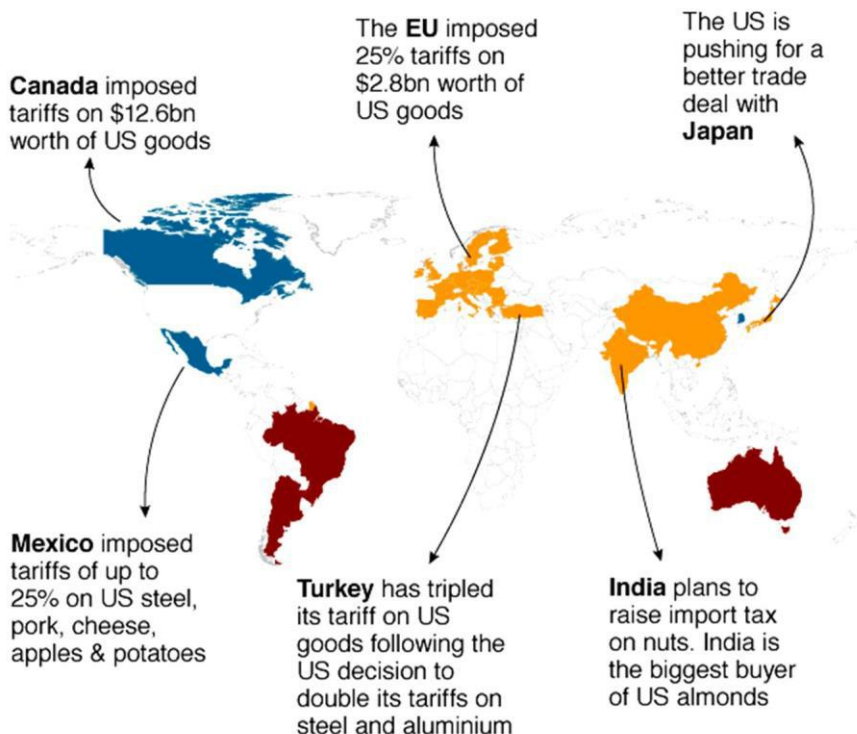 Canada imposed
tariffs on $12.6bn
worth of US goods
The EU imposed
25% tariffs on
$2.8bn worth of
US goods
The US is
pushing for a
better trade
deal with
Japan
Mexico imposed
tariffs of up to
25% on US steel,
pork, cheese,
apples & potatoes
Turkey has tripled
its tariff on US
goods following the
US decision to
double its tariffs on
steel and aluminium
India plans to
raise import tax
on nuts. India is
the biggest buyer
of US almonds